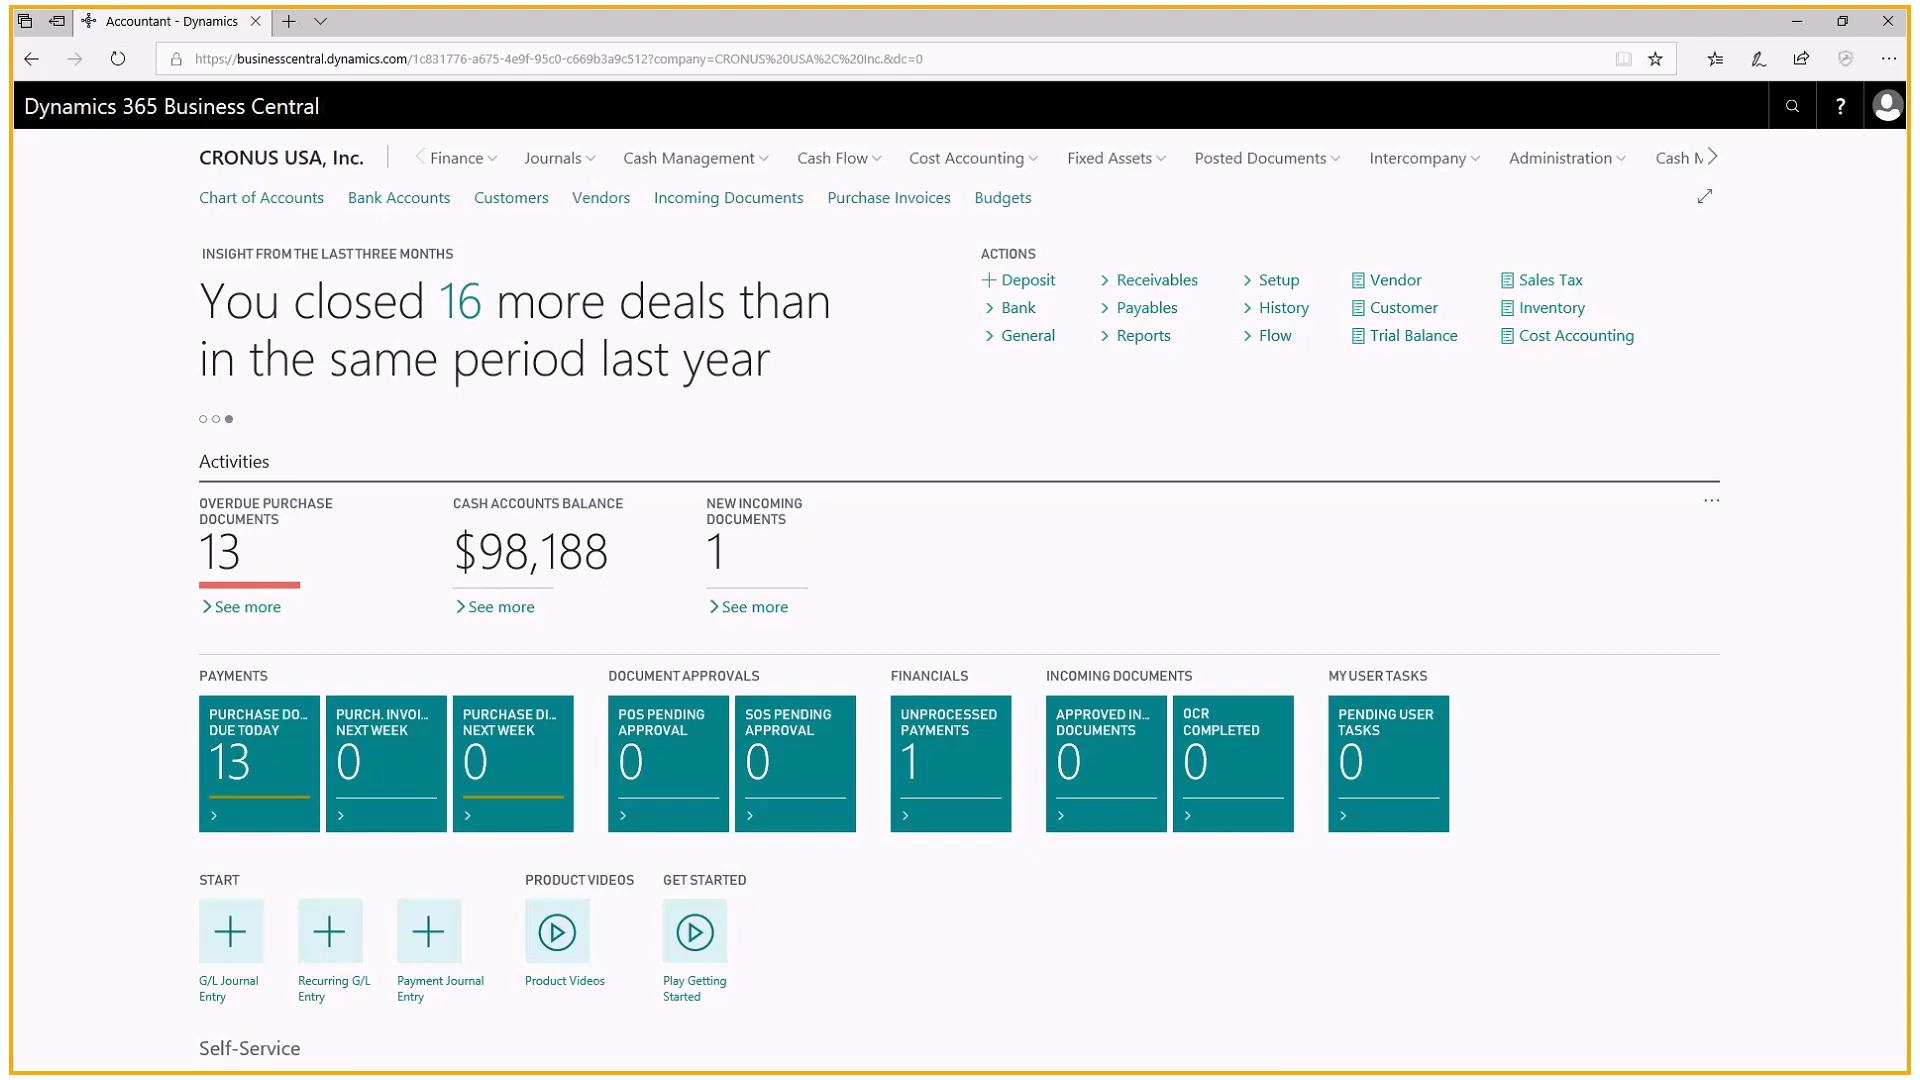 Accountant - Dynamics
https://businesscentral.dynamics.com/1c831776-a675-4e9f-95c0-c669b3a9c512?company=CRONUS%20USA%2C%20Inc.&dc=0
Dynamics 365 Business Central
?
CRONUS USA, Inc. Finance Journals Cash Management Cash Flow Cost Accounting Fixed Assets Posted Documents Intercompany Administration Cash M
Chart of Accounts Bank Accounts Customers Vendors Incoming Documents Purchase Invoices Budgets
INSIGHT FROM THE LAST THREE MONTHS
You closed 16 more deals than
in the same period last year
ACTIONS
Deposit Receivables Setup Vendor Sales Tax
Bank Payables History Customer Inventory
General Reports Flow Trial Balance Cost Accounting
Activities
OVERDUE PURCHASE
DOCUMENTS
13
See more
CASH ACCOUNTS BALANCE
$98,188
See more
NEW INCOMING
DOCUMENTS
1
See more
PAYMENTS
PURCHASE DO...
DUE TODAY
13
PURCH. INVOI...
NEXT WEEK
0
PURCHASE DI...
NEXT WEEK
0
DOCUMENT APPROVALS
POS PENDING
APPROVAL
0
SOS PENDING
APPROVAL
0
FINANCIALS
UNPROCESSED
PAYMENTS
1
INCOMING DOCUMENTS
APPROVED IN...
DOCUMENTS
0
OCR
COMPLETED
0
MY USER TASKS
PENDING USER
TASKS
0
START
G/L Journal
Entry
Recurring G/L
Entry
Payment Journal
Entry
PRODUCT VIDEOS
Product Videos
GET STARTED
Play Getting
Started
Self-Service